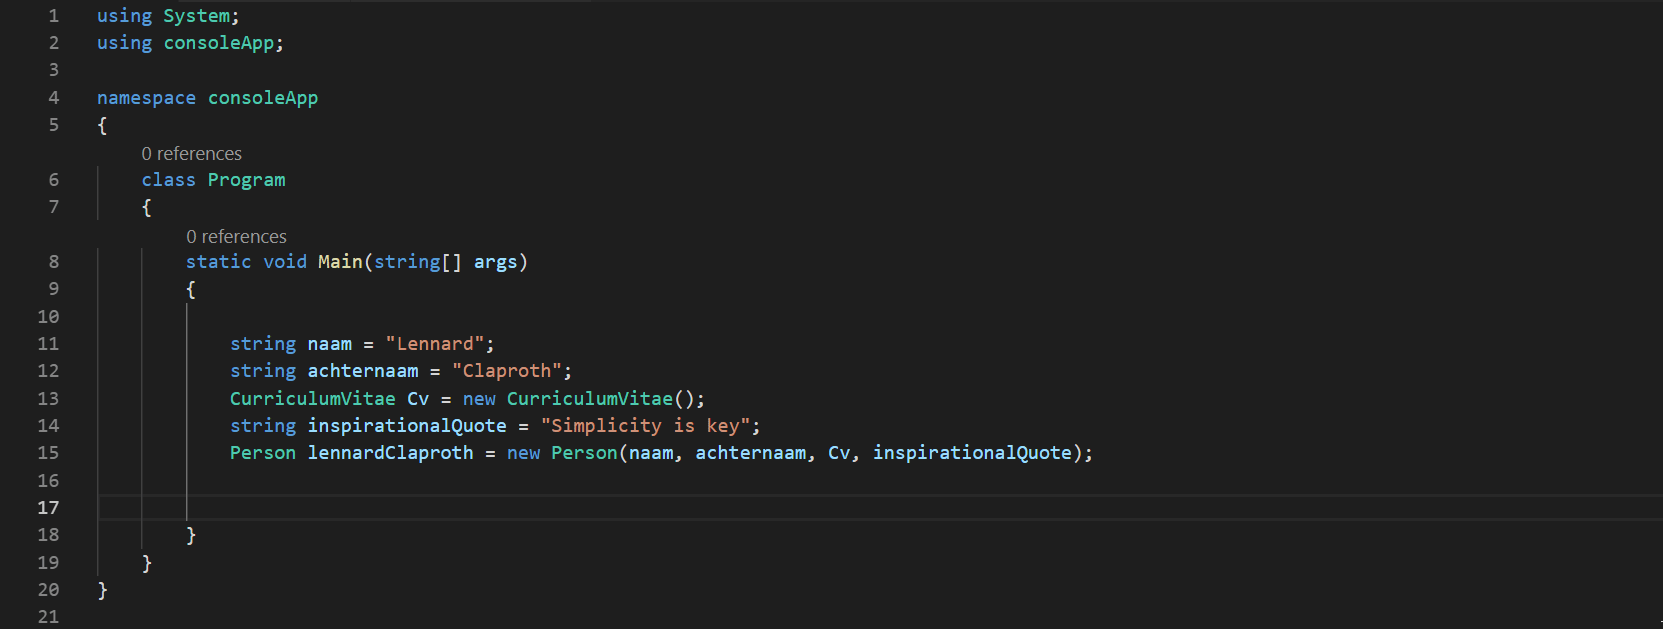 1 using System;
2 using consoleApp;
3
4 namespace consoleApp
5 {
0 references
6 class Program
7 {
0 references
8 static void Main(string[] args)
9 {
10
11 string naam = "Lennard";
12 string achternaam = "Claproth";
13 CurriculumVitae Cv = new CurriculumVitae();
14 string inspirationalQuote = "Simplicity is key";
15 Person lennardClaproth = new Person(naam, achternaam, Cv, inspirationalQuote);
16
17
18 }
19 }
20 }
21